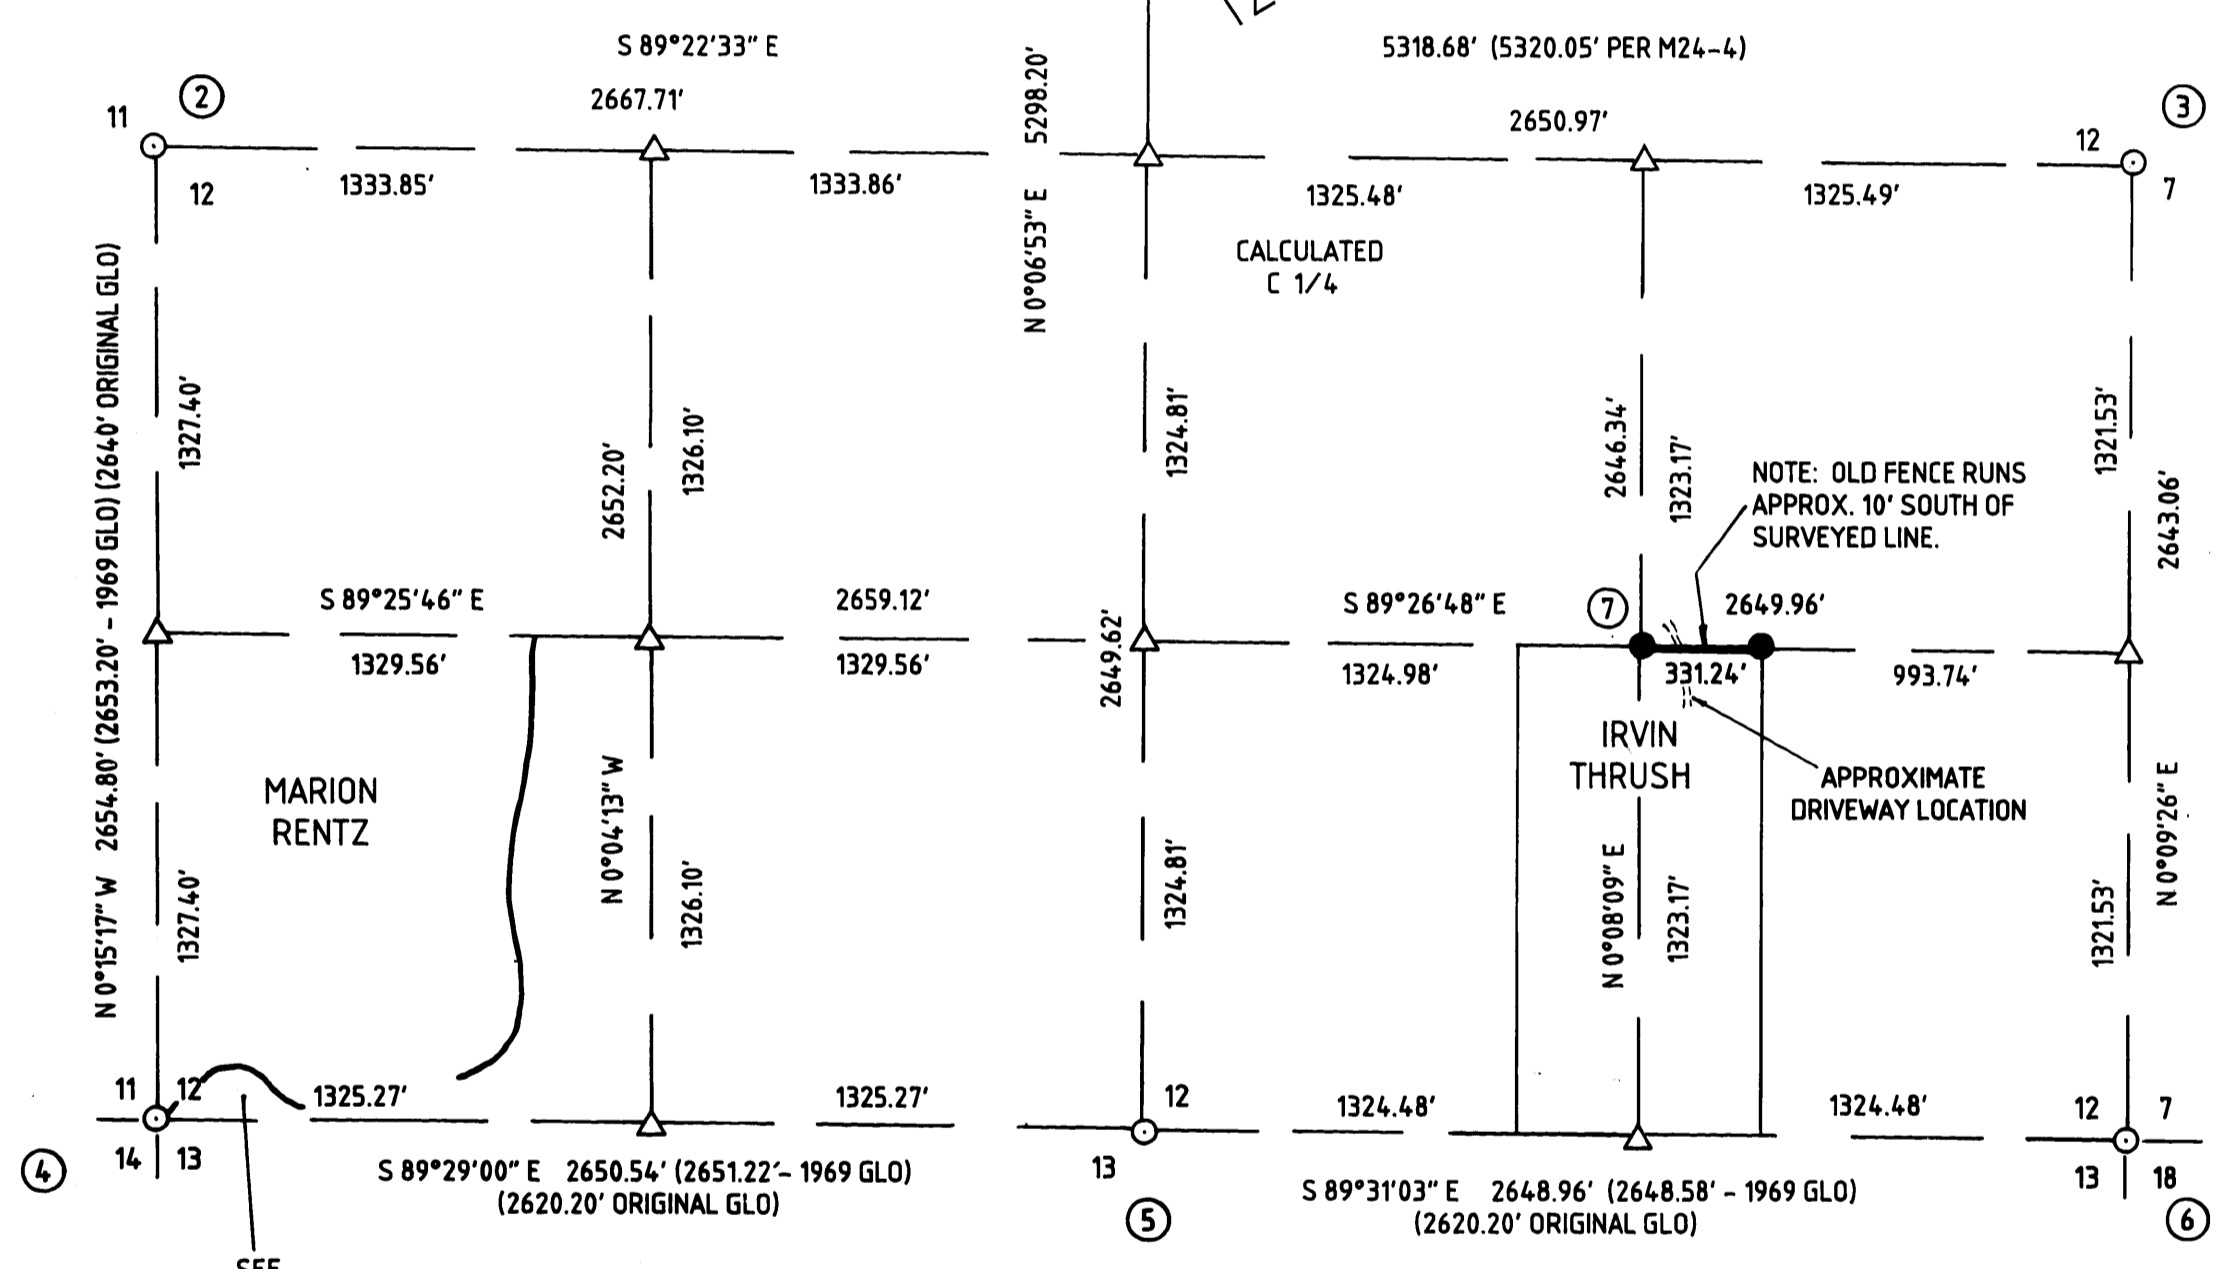 S 89°22'33" E
5318.68' (5320.05' PER M24-4)
2667.71'
2650.97'
11
2
3
12
12
7
1333.85'
1333.86'
1325.48'
1325.49'
N 0°06'53" E 5298.20'
CALCULATED
C 1/4
N 0°15'17" W 2654.80' (2653.20' - 1969 GLO) (2640' ORIGINAL GLO)
1327.40'
2652.20'
1326.10'
1324.81'
2646.34'
1323.17'
1321.53'
2643.06'
NOTE: OLD FENCE RUNS
APPROX. 10' SOUTH OF
SURVEYED LINE.
S 89°25'46" E
2659.12'
S 89°26'48" E
7
2649.96'
1329.56'
1329.56'
2649.62'
1324.98'
331.24'
993.74'
MARION
RENTZ
IRVIN
THRUSH
APPROXIMATE
DRIVEWAY LOCATION
1327.40'
N 0°04'13" W
1326.10'
1324.81'
N 0°08'09" E
1323.17'
1321.53'
N 0°09'26" E
11
12
1325.27'
1325.27'
12
1324.48'
1324.48'
12
7
4
14
13
S 89°29'00" E 2650.54' (2651.22'- 1969 GLO)
(2620.20' ORIGINAL GLO)
13
5
S 89°31'03" E 2648.96' (2648.58' - 1969 GLO)
(2620.20' ORIGINAL GLO)
13
18
6
SEE